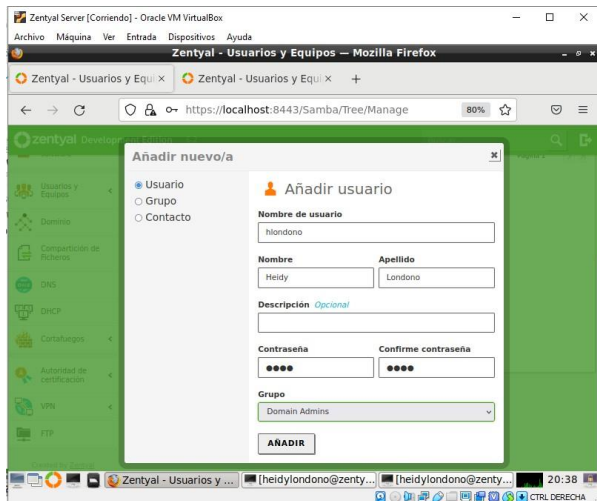 Zentyal Server [Corriendo] - Oracle VM VirtualBox
Archivo Máquina Ver Entrada Dispositivos Ayuda
Zentyal - Usuarios y Equipos — Mozilla Firefox
Zentyal - Usuarios y Equi × Zentyal - Usuarios y Equi × +
https://localhost:8443/Samba/Tree/Manage 80%
zentyal Development Edition
Añadir nuevo/a
Usuario
Grupo
Contacto
Añadir usuario
Nombre de usuario
hlondono
Nombre Apellido
Heidy Londono
Descripción Opcional
Contraseña Confirme contraseña
Grupo
Domain Admins
AÑADIR
Usuarios y Equipos
Dominio
Compartición de
Ficheros
DNS
DHCP
Cortafuegos
Autoridad de
certificación
VPN
FTP
Zentyal - Usuarios y ... [heidylondono@zenty... [heidylondono@zenty... 20:38
CTRL DERECHA